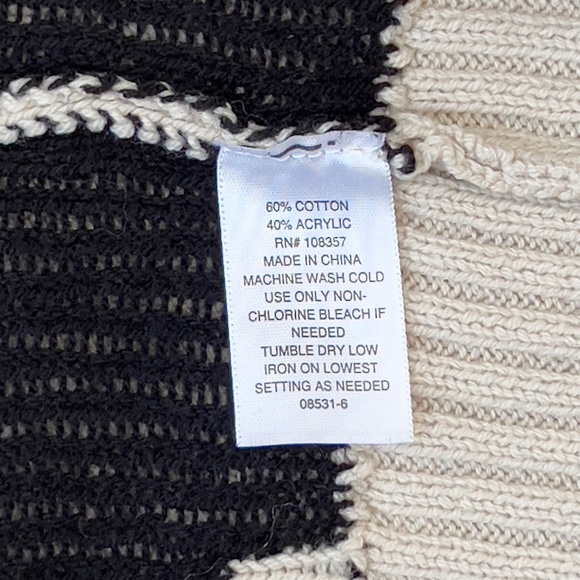 60% COTTON
40% ACRYLIC
RN# 108357
MADE IN CHINA
MACHINE WASH COLD
USE ONLY NON-
CHLORINE BLEACH IF
NEEDED
TUMBLE DRY LOW
IRON ON LOWEST
SETTING AS NEEDED
08531-6